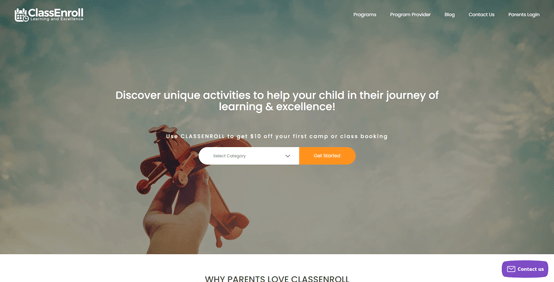 ClassEnroll
Learning and Excellence
Programs
Program Provider
Blog
Contact Us
Parents Login
Discover unique activities to help your child in their journey of
learning & excellence!
Use CLASSENROLL to get $10 off your first camp or class booking
Select Category
Get Started
Contact us
WHY PARENTS LOVE CLASSENROLL